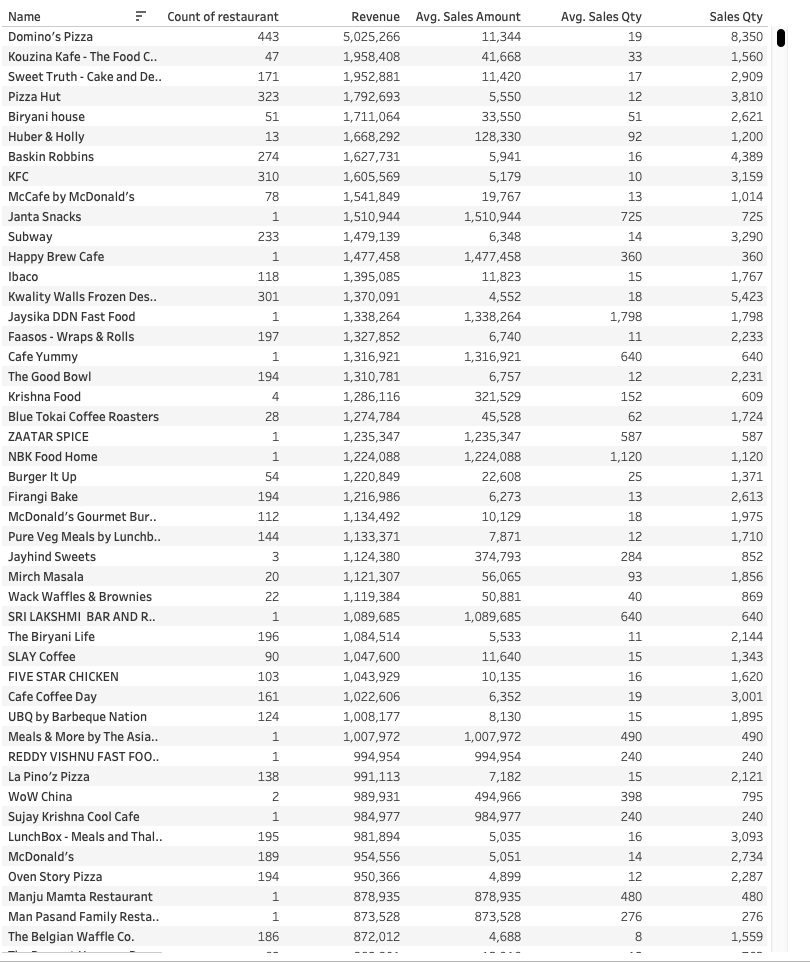 Name Count of restaurant Revenue Avg. Sales Amount Avg. Sales Qty Sales Qty
Domino's Pizza 443 5,025,266 11,344 19 8,350
Kouzina Kafe - The Food C.. 47 1,958,408 41,668 33 1,560
Sweet Truth - Cake and De.. 171 1,952,881 11,420 17 2,909
Pizza Hut 323 1,792,693 5,550 12 3,810
Biryani house 51 1,711,064 33,550 51 2,621
Huber & Holly 13 1,668,292 128,330 92 1,200
Baskin Robbins 274 1,627,731 5,941 16 4,389
KFC 310 1,605,569 5,179 10 3,159
McCafe by McDonald's 78 1,541,849 19,767 13 1,014
Janta Snacks 1 1,510,944 1,510,944 725 725
Subway 233 1,479,139 6,348 14 3,290
Happy Brew Cafe 1 1,477,458 1,477,458 360 360
Ibaco 118 1,395,085 11,823 15 1,767
Kwality Walls Frozen Des.. 301 1,370,091 4,552 18 5,423
Jaysika DDN Fast Food 1 1,338,264 1,338,264 1,798 1,798
Faasos - Wraps & Rolls 197 1,327,852 6,740 11 2,233
Cafe Yummy 1 1,316,921 1,316,921 640 640
The Good Bowl 194 1,310,781 6,757 12 2,231
Krishna Food 4 1,286,116 321,529 152 609
Blue Tokai Coffee Roasters 28 1,274,784 45,528 62 1,724
ZAATAR SPICE 1 1,235,347 1,235,347 587 587
NBK Food Home 1 1,224,088 1,224,088 1,120 1,120
Burger It Up 54 1,220,849 22,608 25 1,371
Firangi Bake 194 1,216,986 6,273 13 2,613
McDonald's Gourmet Bur.. 112 1,134,492 10,129 18 1,975
Pure Veg Meals by Lunchb.. 144 1,133,371 7,871 12 1,710
Jayhind Sweets 3 1,124,380 374,793 284 852
Mirch Masala 20 1,121,307 56,065 93 1,856
Wack Waffles & Brownies 22 1,119,384 50,881 40 869
SRI LAKSHMI  BAR AND R.. 1 1,089,685 1,089,685 640 640
The Biryani Life 196 1,084,514 5,533 11 2,144
SLAY Coffee 90 1,047,600 11,640 15 1,343
FIVE STAR CHICKEN 103 1,043,929 10,135 16 1,620
Cafe Coffee Day 161 1,022,606 6,352 19 3,001
UBQ by Barbeque Nation 124 1,008,177 8,130 15 1,895
Meals & More by The Asia.. 1 1,007,972 1,007,972 490 490
REDDY VISHNU FAST FOO.. 1 994,954 994,954 240 240
La Pino'z Pizza 138 991,113 7,182 15 2,121
WoW China 2 989,931 494,966 398 795
Sujay Krishna Cool Cafe 1 984,977 984,977 240 240
LunchBox - Meals and Thal.. 195 981,894 5,035 16 3,093
McDonald's 189 954,556 5,051 14 2,734
Oven Story Pizza 194 950,366 4,899 12 2,287
Manju Mamta Restaurant 1 878,935 878,935 480 480
Man Pasand Family Resta.. 1 873,528 873,528 276 276
The Belgian Waffle Co. 186 872,012 4,688 8 1,559